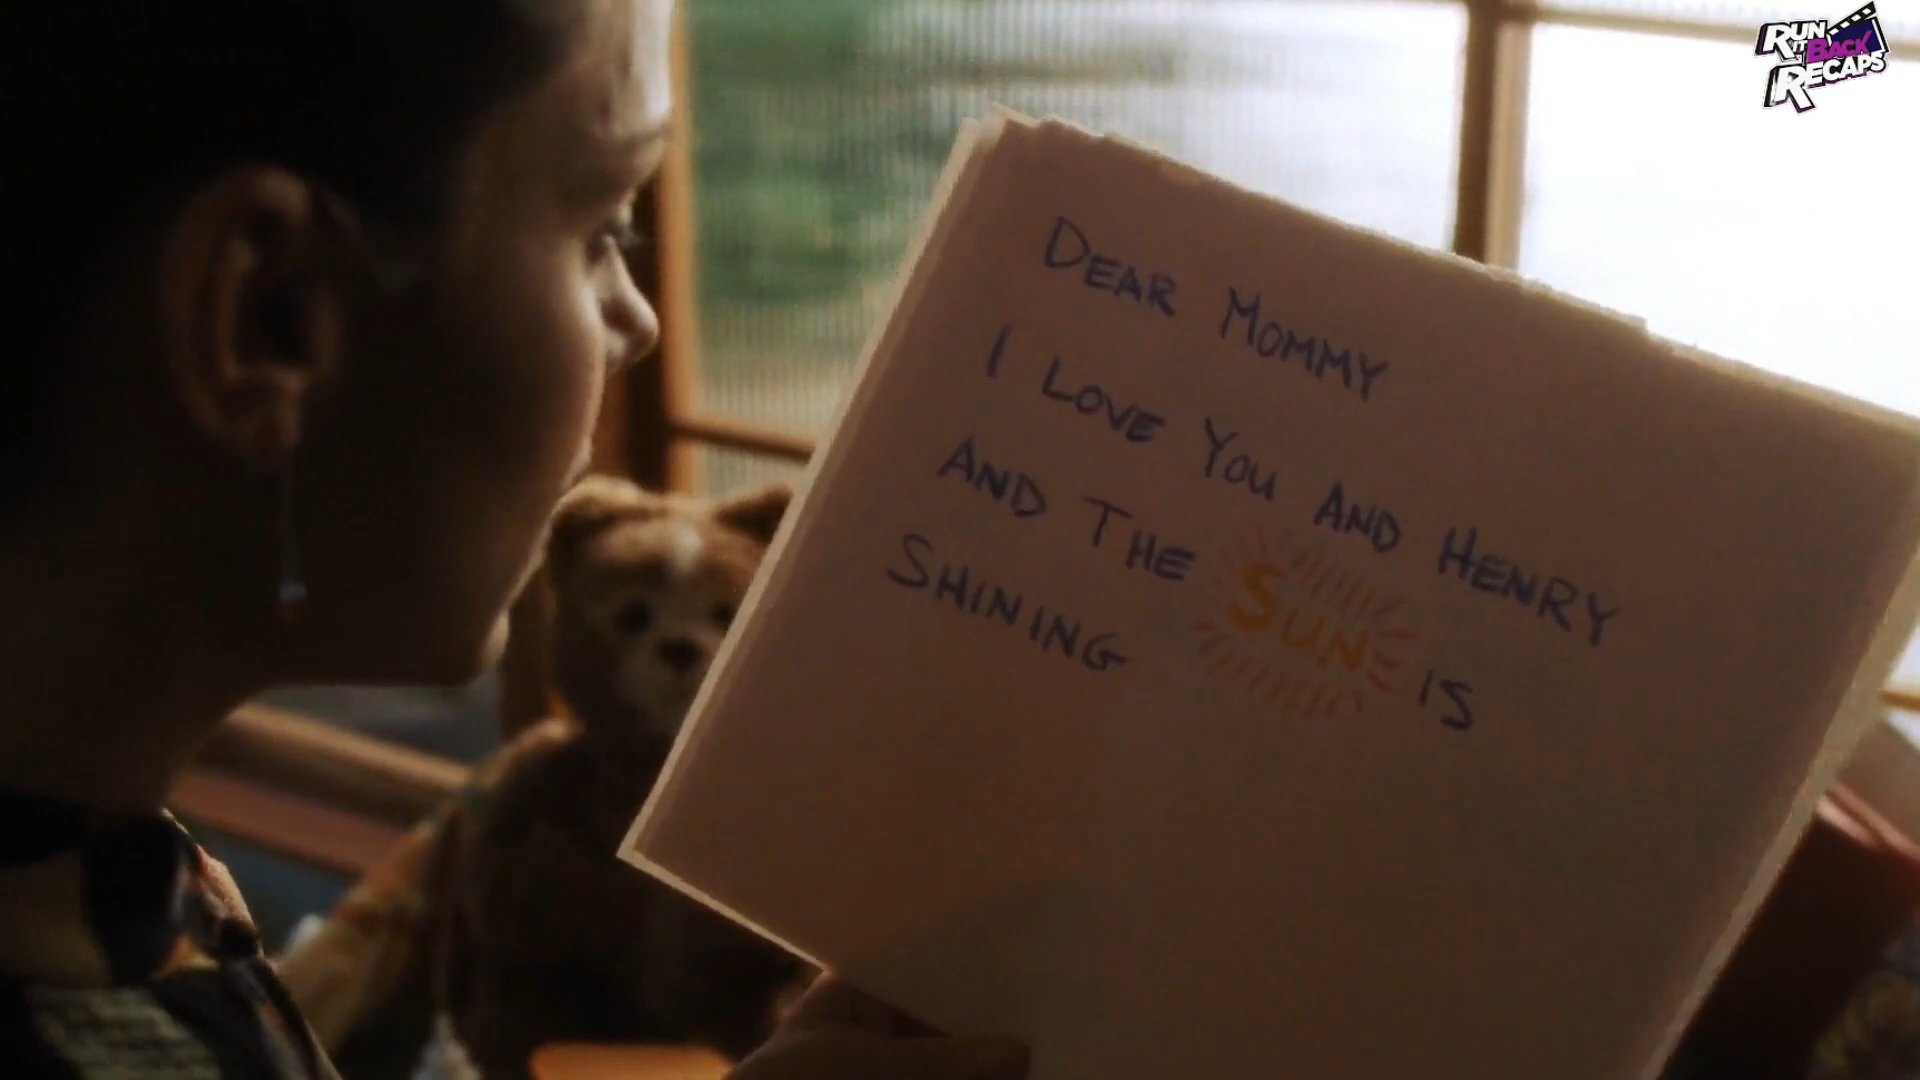 RUN IT BACK RECAPS
DEAR MOMMY
I LOVE YOU AND HENRY
AND THE SUN IS
SHINING